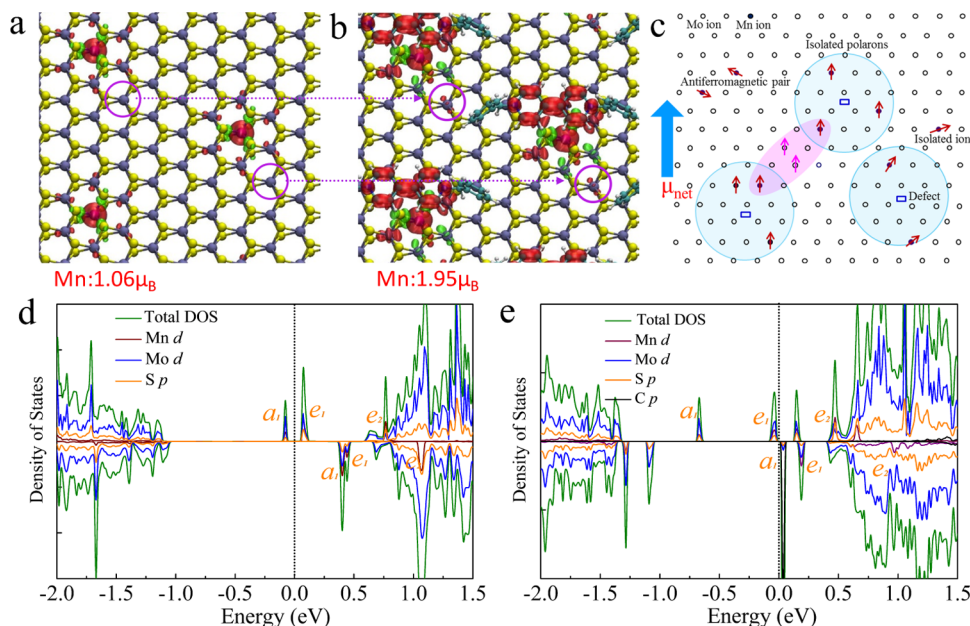 a
b
c
Mo ion
Mn ion
Isolated polarons
Antiferromagnetic pair
Isolated ion
μnet
Defect
Mn:1.06μB
Mn:1.95μB
d
Total DOS
Mn d
Mo d
S p
a1
e1
e2
a1
e1
Density of States
-2.0 -1.5 -1.0 -0.5 0.0 0.5 1.0 1.5
Energy (eV)
e
Total DOS
Mn d
Mo d
S p
C p
a1
e1
e2
a1
e1
e2
Density of States
-2.0 -1.5 -1.0 -0.5 0.0 0.5 1.0 1.5
Energy (eV)